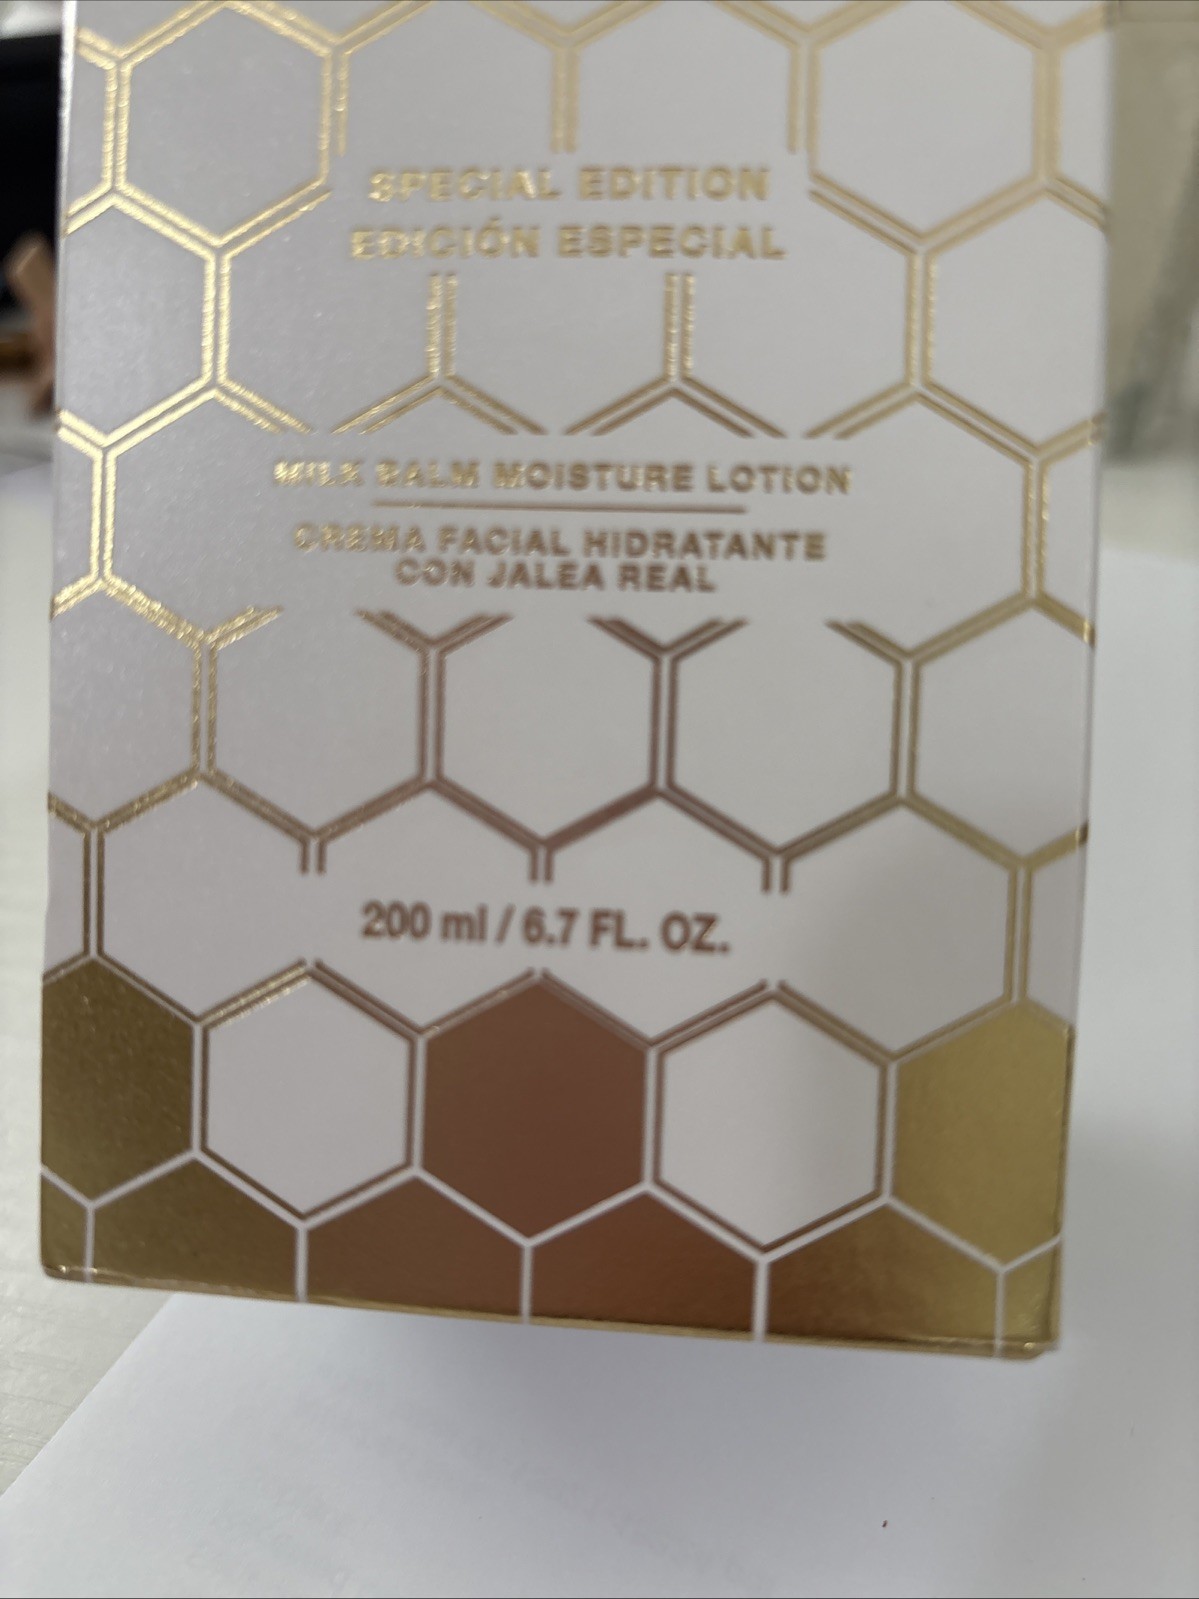 SPECIAL EDITION
EDICIÓN ESPECIAL
MILK BALM MOISTURE LOTION
CREMA FACIAL HIDRATANTE
CON JALEA REAL
200 ml / 6.7 FL. OZ.